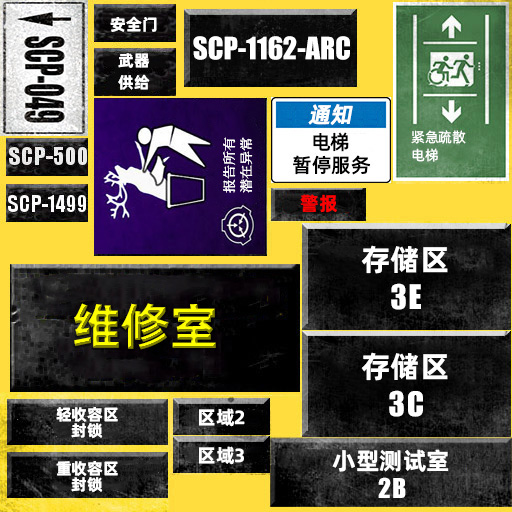 SCP-049
安全门
武器
供给
SCP-1162-ARC
紧急疏散
电梯
SCP-500
SCP-1499
报告所有
潜在异常
通知
电梯
暂停服务
警报
存储区
3E
维修室
存储区
3C
轻收容区
封锁
区域2
重收容区
封锁
区域3
小型测试室
2B